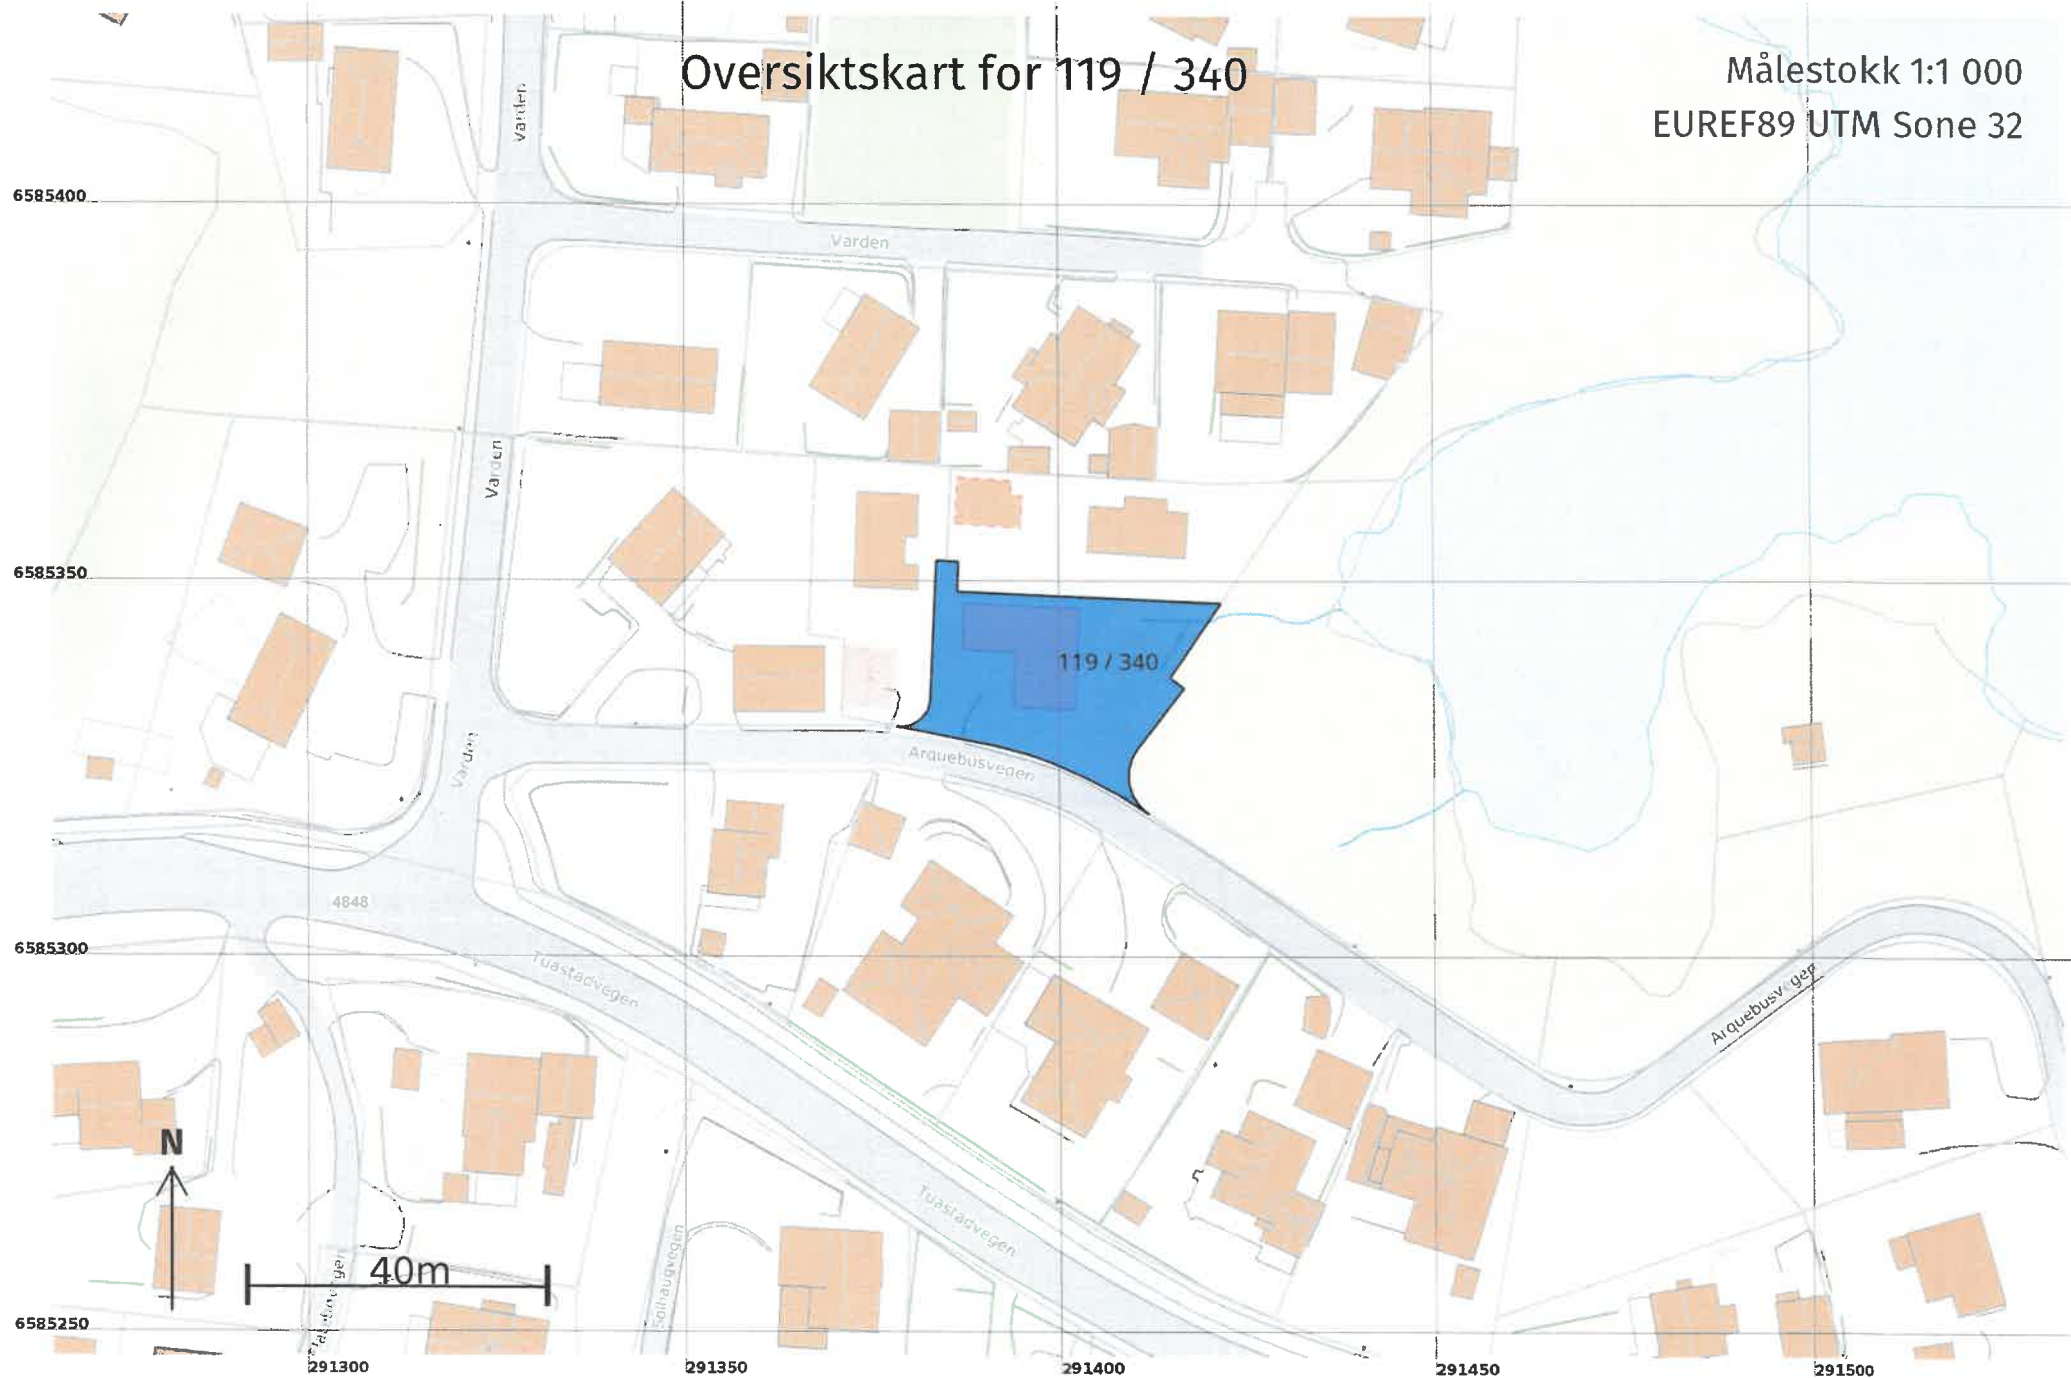 Oversiktskart for 119 / 340
Målestokk 1:1 000
EUREF89 UTM Sone 32
Varden
6585400
Varden
Varden
6585350
119 / 340
Varden
Arquebusvegen
4848
6585300
Tuastadvegen
Arquebusvegen
N
Tuastadvegen
40m
Solhaugvegen
6585250
291300
291350
291400
291450
291500